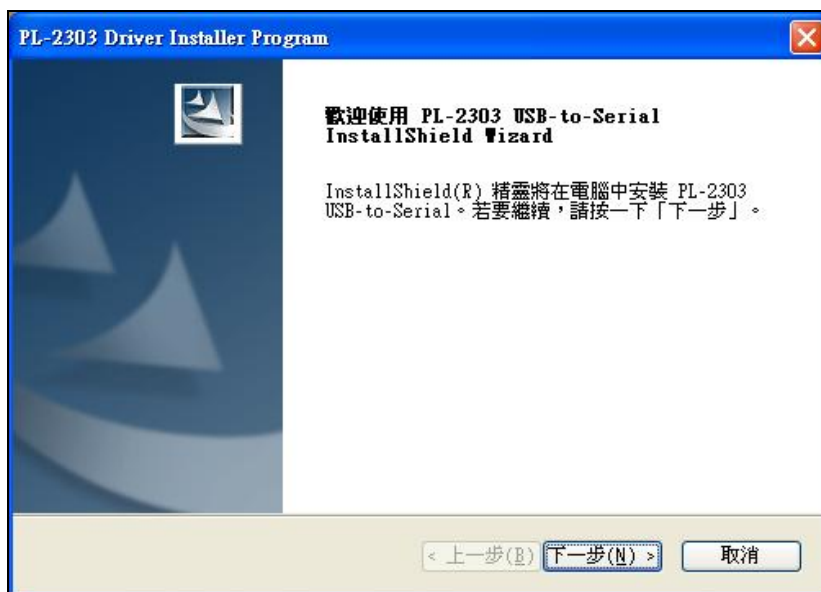 PL-2303 Driver Installer Program
歡迎使用 PL-2303 USB-to-Serial
InstallShield Wizard
InstallShield(R) 精靈將在電腦中安裝 PL-2303
USB-to-Serial。若要繼續，請按一下「下一步」。
< 上一步(B) 下一步(N) > 取消